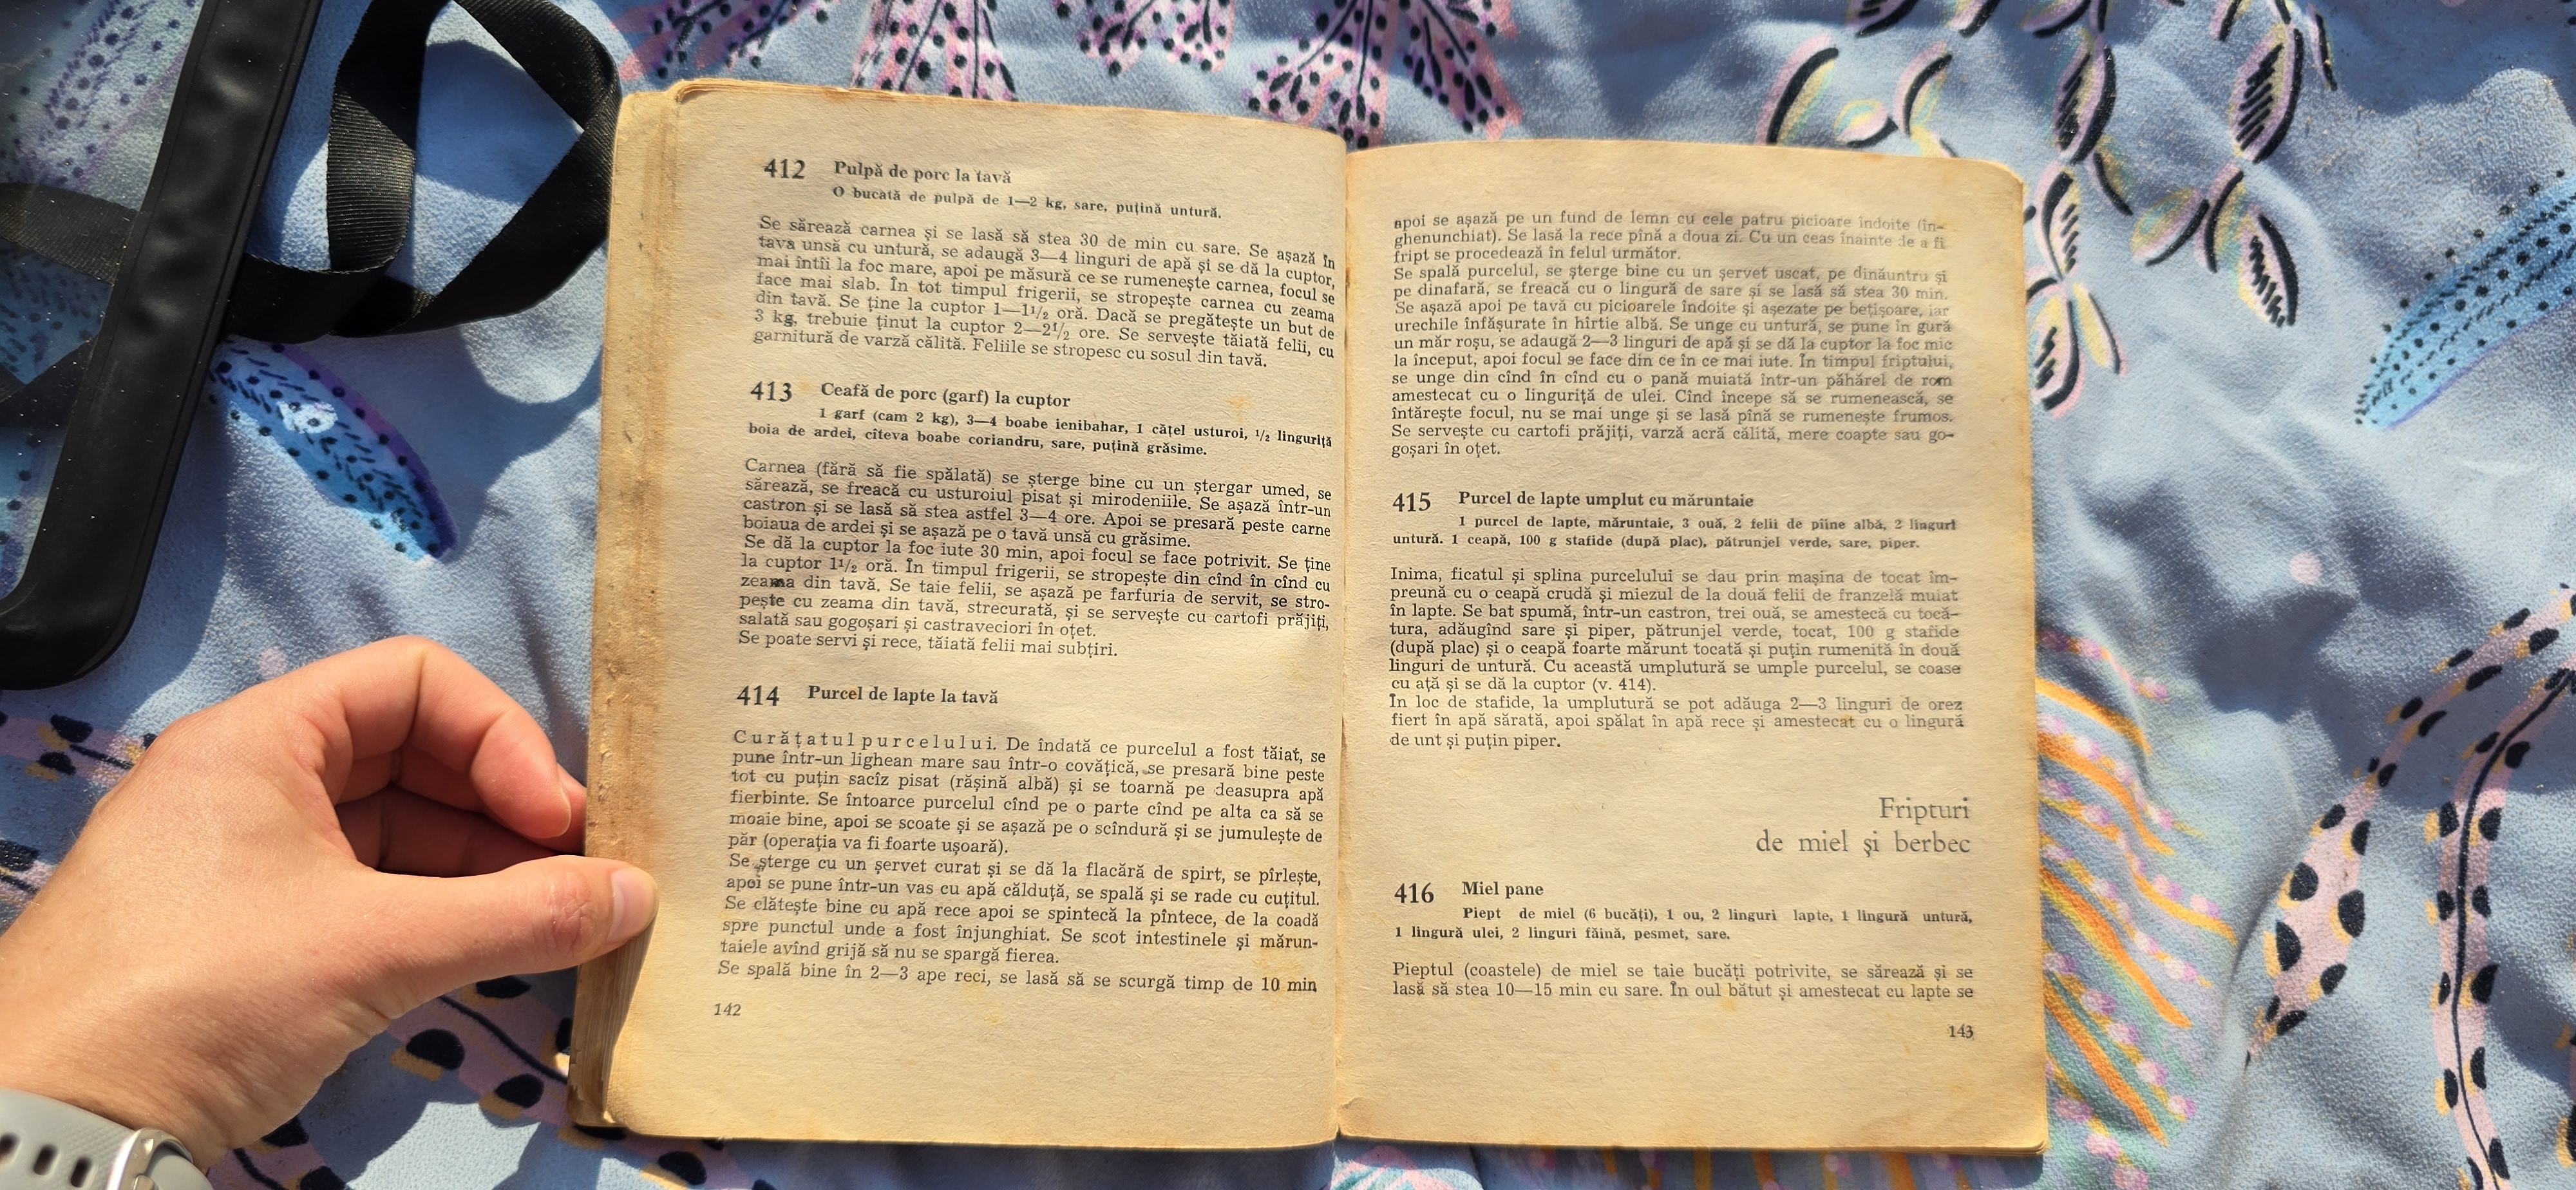 412 Pulpă de porc la tavă
O bucată de pulpă de 1—2 kg, sare, puțină untură.
Se sărează carnea și se lasă să stea 30 de min cu sare. Se așază în
tava unsă cu untură, se adaugă 3—4 linguri de apă și se dă la cuptor,
mai întîi la foc mare, apoi pe măsură ce se rumenește carnea, focul se
face mai slab. În tot timpul frigerii, se stropește carnea cu zeama
din tavă. Se ține la cuptor 1—1½ oră. Dacă se pregătește un but de
3 kg, trebuie ținut la cuptor 2—2½ ore. Se servește tăiată felii, cu
garnitură de varză călită. Feliile se stropesc cu sosul din tavă.
413 Ceafă de porc (garf) la cuptor
1 garf (cam 2 kg), 3—4 boabe ienibahar, 1 cățel usturoi, ½ linguriță
boia de ardei, cîteva boabe coriandru, sare, puțină grăsime.
Carnea (fără să fie spălată) se șterge bine cu un ștergar umed, se
sărează, se freacă cu usturoiul pisat și mirodeniile. Se așază într-un
castron și se lasă să stea astfel 3—4 ore. Apoi se presară peste carne
boiaua de ardei și se așază pe o tavă unsă cu grăsime.
Se dă la cuptor la foc iute 30 min, apoi focul se face potrivit. Se ține
la cuptor 1½ oră. În timpul frigerii, se stropește din cînd în cînd cu
zeama din tavă. Se taie felii, se așază pe farfuria de servit, se stro-
pește cu zeama din tavă, strecurată, și se servește cu cartofi prăjiți,
salată sau gogoșari și castraveciori în oțet.
Se poate servi și rece, tăiată felii mai subțiri.
414 Purcel de lapte la tavă
Curățatul purcelului. De îndată ce purcelul a fost tăiat, se
pune într-un lighean mare sau într-o covățică, se presară bine peste
tot cu puțin sacîz pisat (rășină albă) și se toarnă pe deasupra apă
fierbinte. Se întoarce purcelul cînd pe o parte cînd pe alta ca să se
moaie bine, apoi se scoate și se așază pe o scîndură și se jumulește de
păr (operația va fi foarte ușoară).
Se șterge cu un șervet curat și se dă la flacără de spirt, se pîrlește,
apoi se pune într-un vas cu apă călduță, se spală și se rade cu cuțitul.
Se clătește bine cu apă rece apoi se spintecă la pîntece, de la coadă
spre punctul unde a fost înjunghiat. Se scot intestinele și mărun-
taiele avînd grijă să nu se spargă fierea.
Se spală bine în 2—3 ape reci, se lasă să se scurgă timp de 10 min
142
apoi se așază pe un fund de lemn cu cele patru picioare îndoite (în-
ghenunchiat). Se lasă la rece pînă a doua zi. Cu un ceas înainte de a fi
fript se procedează în felul următor.
Se spală purcelul, se șterge bine cu un șervet uscat, pe dinăuntru și
pe dinafară, se freacă cu o lingură de sare și se lasă să stea 30 min.
Se așază apoi pe tavă cu picioarele îndoite și așezate pe bețișoare, iar
urechile înfășurate în hîrtie albă. Se unge cu untură, se pune în gură
un măr roșu, se adaugă 2—3 linguri de apă și se dă la cuptor la foc mic
la început, apoi focul se face din ce în ce mai iute. În timpul friptului,
se unge din cînd în cînd cu o pană muiată într-un păhărel de rom
amestecat cu o linguriță de ulei. Cînd începe să se rumenească, se
întărește focul, nu se mai unge și se lasă pînă se rumenește frumos.
Se servește cu cartofi prăjiți, varză acră călită, mere coapte sau go-
goșari în oțet.
415 Purcel de lapte umplut cu măruntaie
1 purcel de lapte, măruntaie, 3 ouă, 2 felii de pîine albă, 2 linguri
untură. 1 ceapă, 100 g stafide (după plac), pătrunjel verde, sare, piper.
Inima, ficatul și splina purcelului se dau prin mașina de tocat îm-
preună cu o ceapă crudă și miezul de la două felii de franzelă muiat
în lapte. Se bat spumă, într-un castron, trei ouă, se amestecă cu tocă-
tura, adăugînd sare și piper, pătrunjel verde, tocat, 100 g stafide
(după plac) și o ceapă foarte mărunt tocată și puțin rumenită în două
linguri de untură. Cu această umplutură se umple purcelul, se coase
cu ață și se dă la cuptor (v. 414).
În loc de stafide, la umplutură se pot adăuga 2—3 linguri de orez
fiert în apă sărată, apoi spălat în apă rece și amestecat cu o lingură
de unt și puțin piper.
Fripturi
de miel și berbec
416 Miel pane
Piept de miel (6 bucăți), 1 ou, 2 linguri lapte, 1 lingură untură,
1 lingură ulei, 2 linguri făină, pesmet, sare.
Pieptul (coastele) de miel se taie bucăți potrivite, se sărează și se
lasă să stea 10—15 min cu sare. În oul bătut și amestecat cu lapte se
143